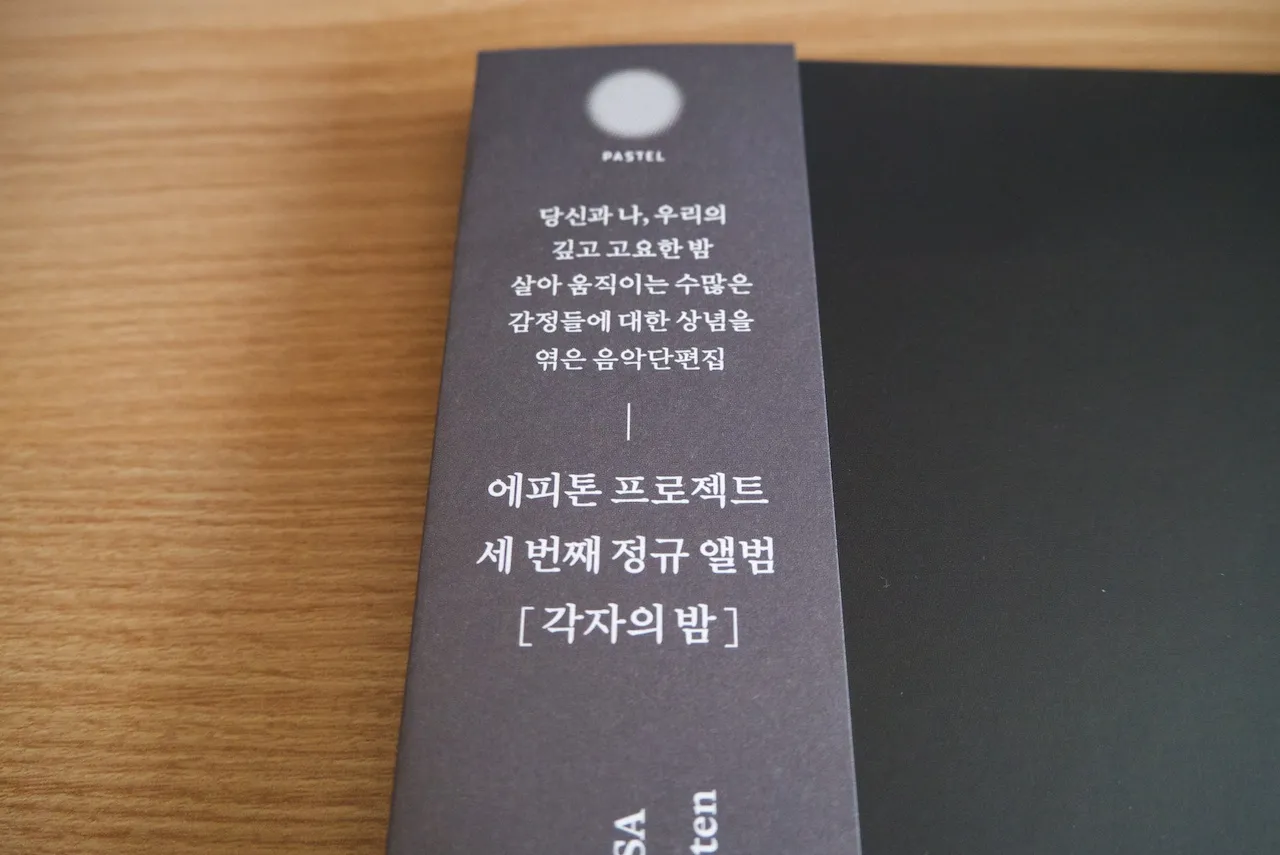 PASTEL
당신과 나, 우리의
깊고 고요한 밤
살아 움직이는 수많은
감정들에 대한 상념을
엮은 음악단편집
에피톤 프로젝트
세 번째 정규 앨범
[ 각자의 밤 ]